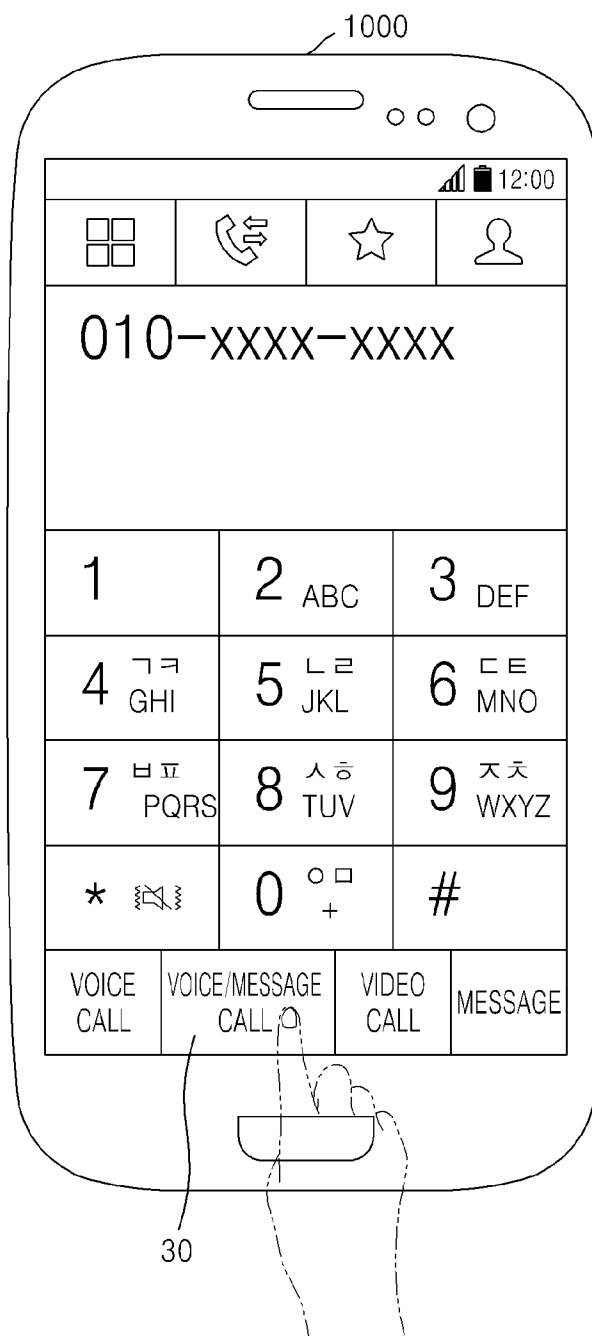 1000
12:00
010-xxxx-xxxx
1
2 ABC
3 DEF
4 ㄱㅋ
GHI
5 ㄴㄹ
JKL
6 ㄷㅌ
MNO
7 ㅂㅍ
PQRS
8 ㅅㅎ
TUV
9 ㅈㅊ
WXYZ
*
0 ㅇㅁ
+
#
VOICE
CALL
VOICE/MESSAGE
CALL
VIDEO
CALL
MESSAGE
30